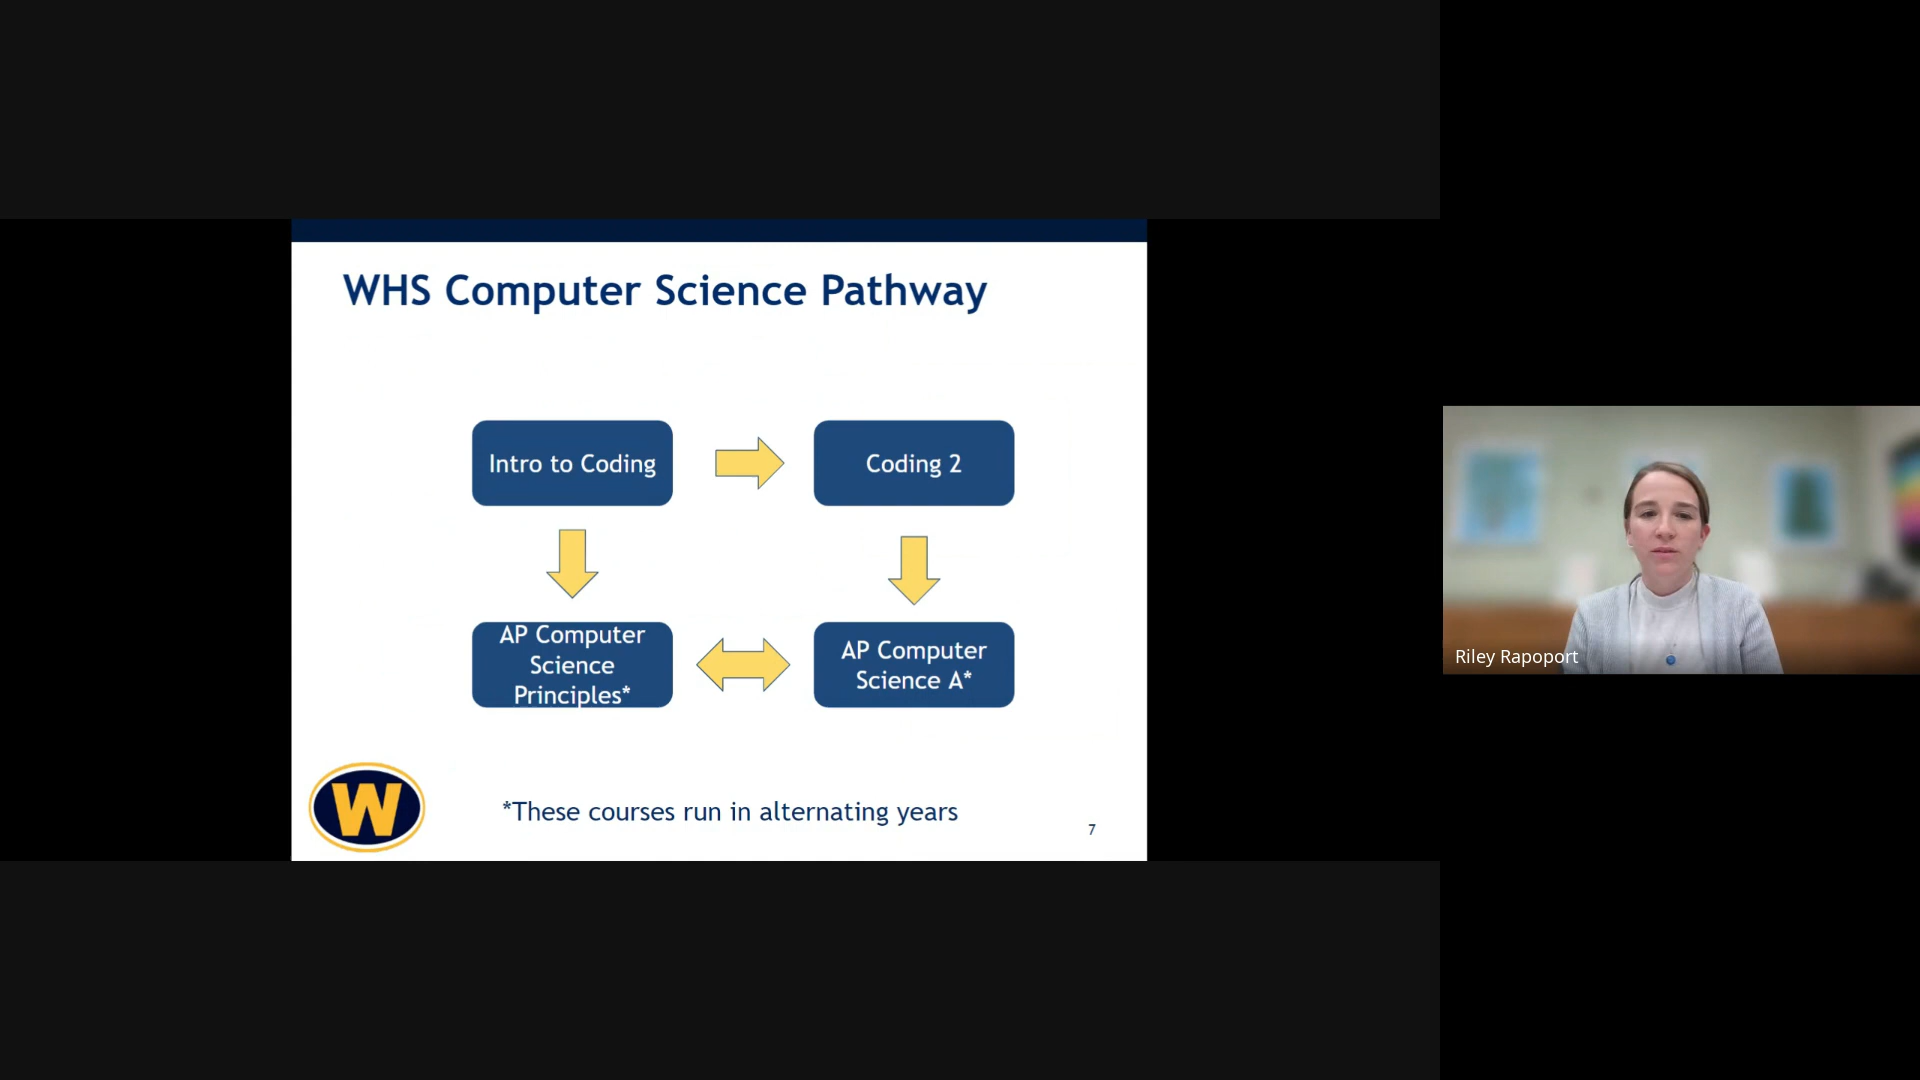 WHS Computer Science Pathway
Intro to Coding
Coding 2
AP Computer
Science
Principles*
AP Computer
Science A*
W
*These courses run in alternating years
7
Riley Rapoport